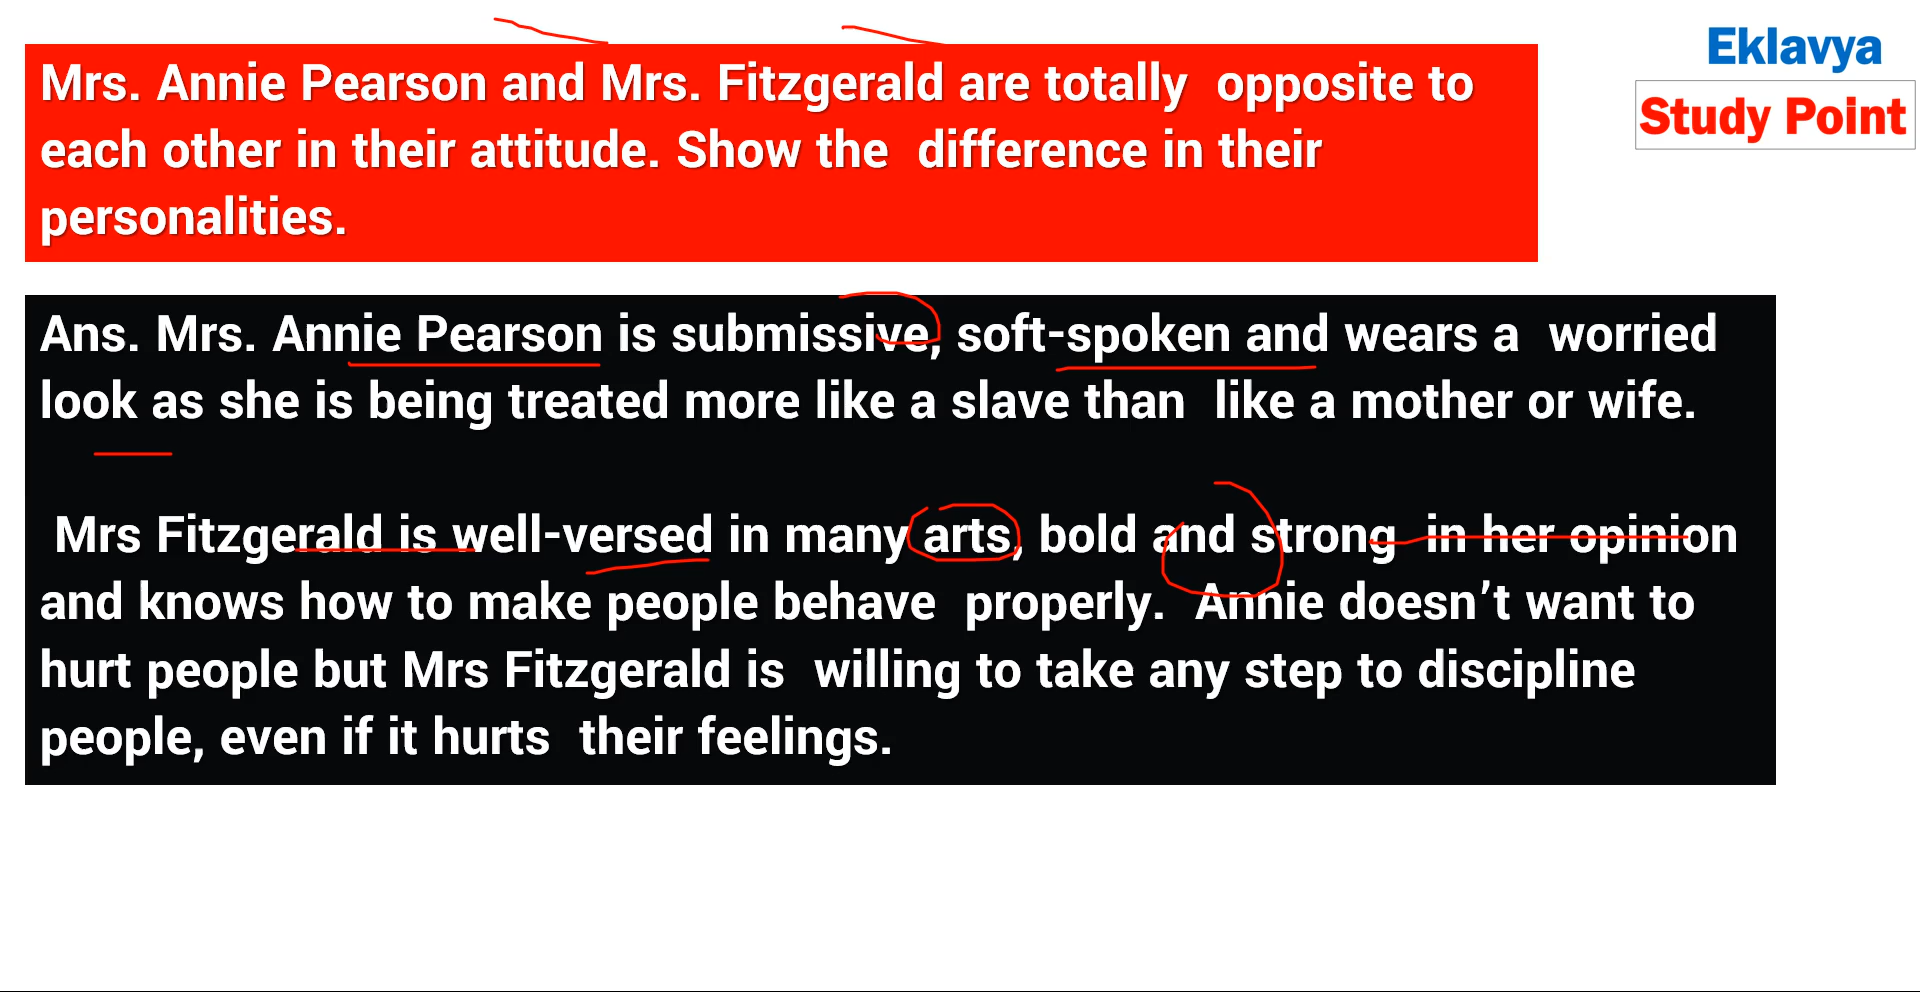 Eklavya
Study Point
Mrs. Annie Pearson and Mrs. Fitzgerald are totally opposite to
each other in their attitude. Show the difference in their
personalities.
Ans. Mrs. Annie Pearson is submissive, soft-spoken and wears a worried
look as she is being treated more like a slave than like a mother or wife.
Mrs Fitzgerald is well-versed in many arts, bold and strong in her opinion
and knows how to make people behave properly. Annie doesn’t want to
hurt people but Mrs Fitzgerald is willing to take any step to discipline
people, even if it hurts their feelings.